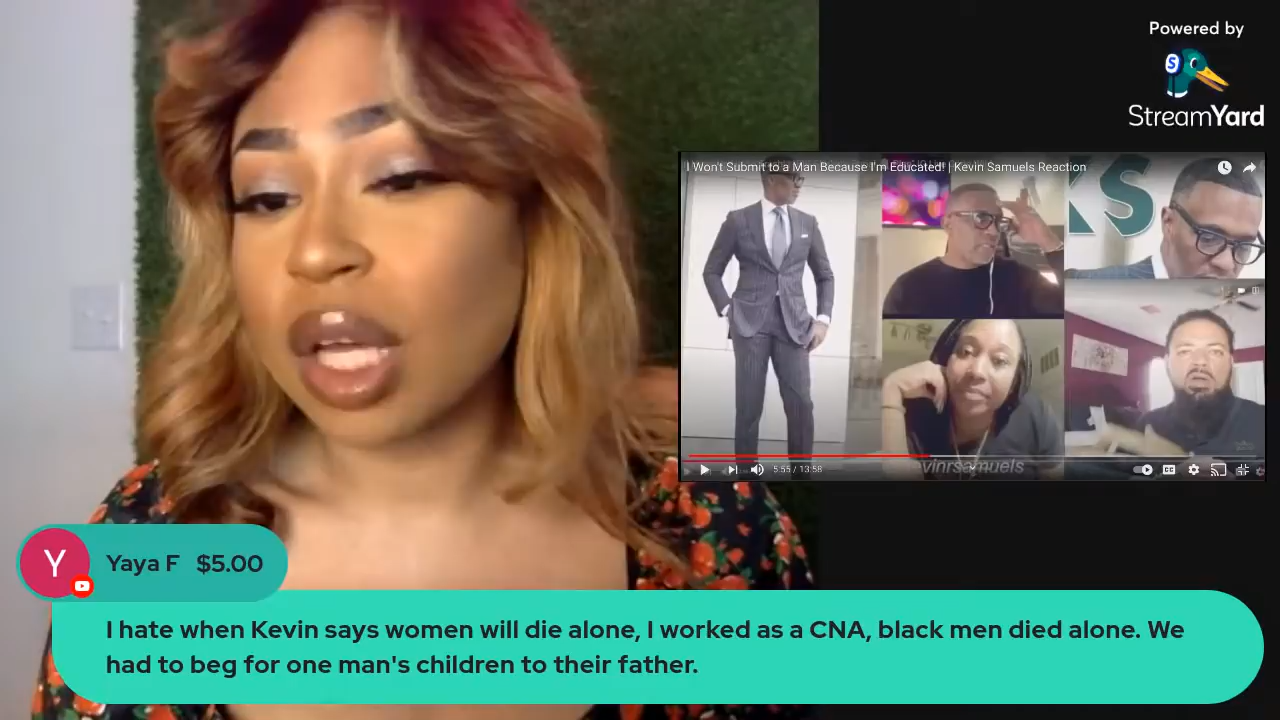 Powered by
S
StreamYard
I Won't Submit to a Man Because I'm Educated! | Kevin Samuels Reaction
KS
5:55 / 13:58
CC
Y
Yaya F $5.00
I hate when Kevin says women will die alone, I worked as a CNA, black men died alone. We
had to beg for one man's children to their father.